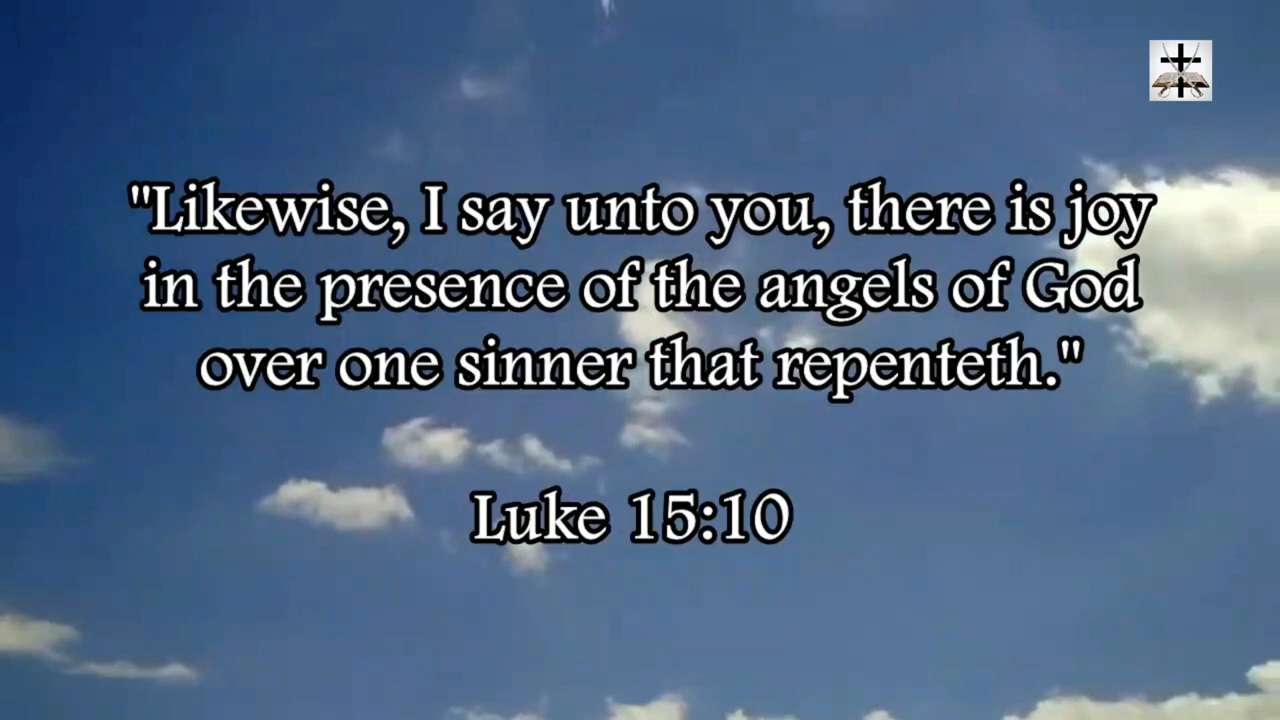 "Likewise, I say unto you, there is joy
in the presence of the angels of God
over one sinner that repenteth."
Luke 15:10